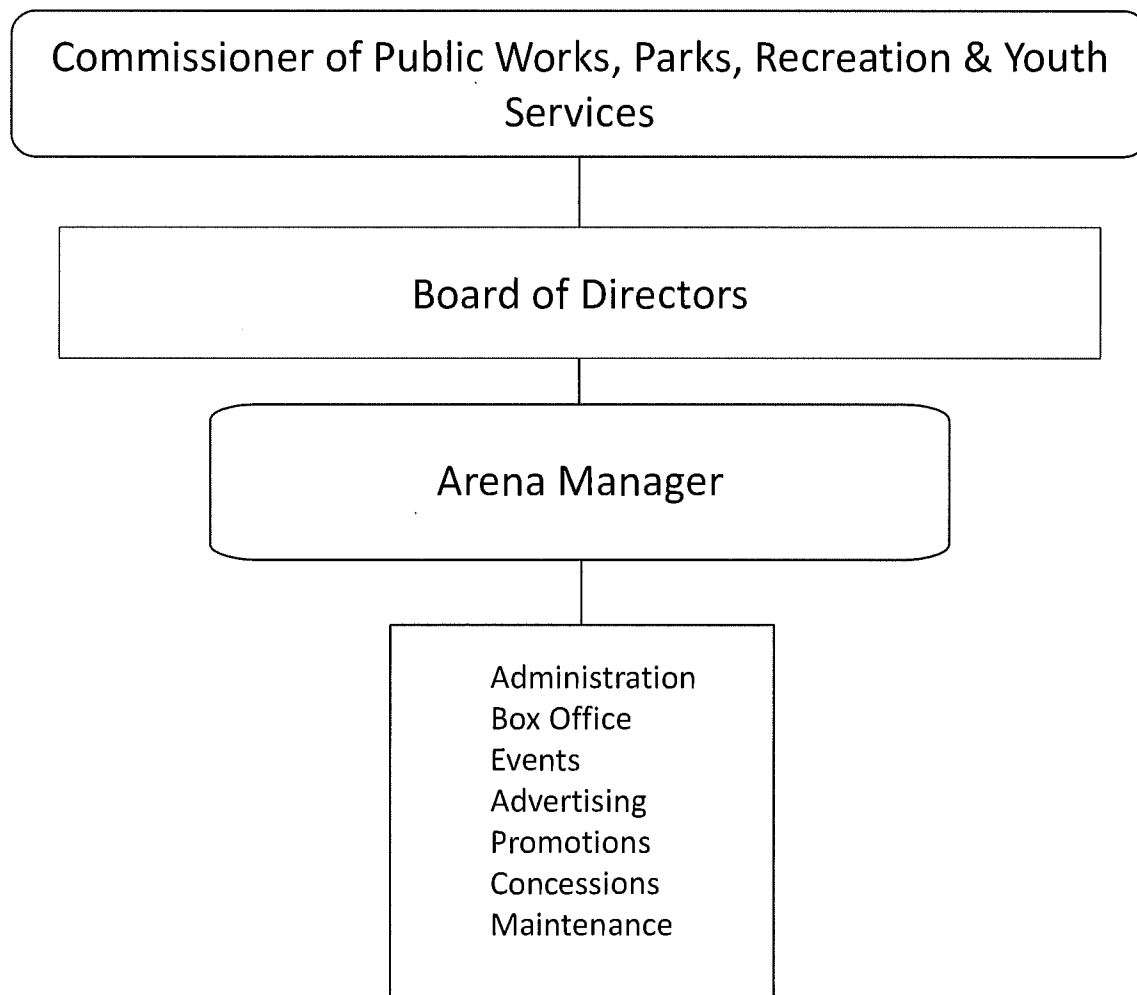 Commissioner of Public Works, Parks, Recreation & Youth
Services
Board of Directors
Arena Manager
Administration
Box Office
Events
Advertising
Promotions
Concessions
Maintenance